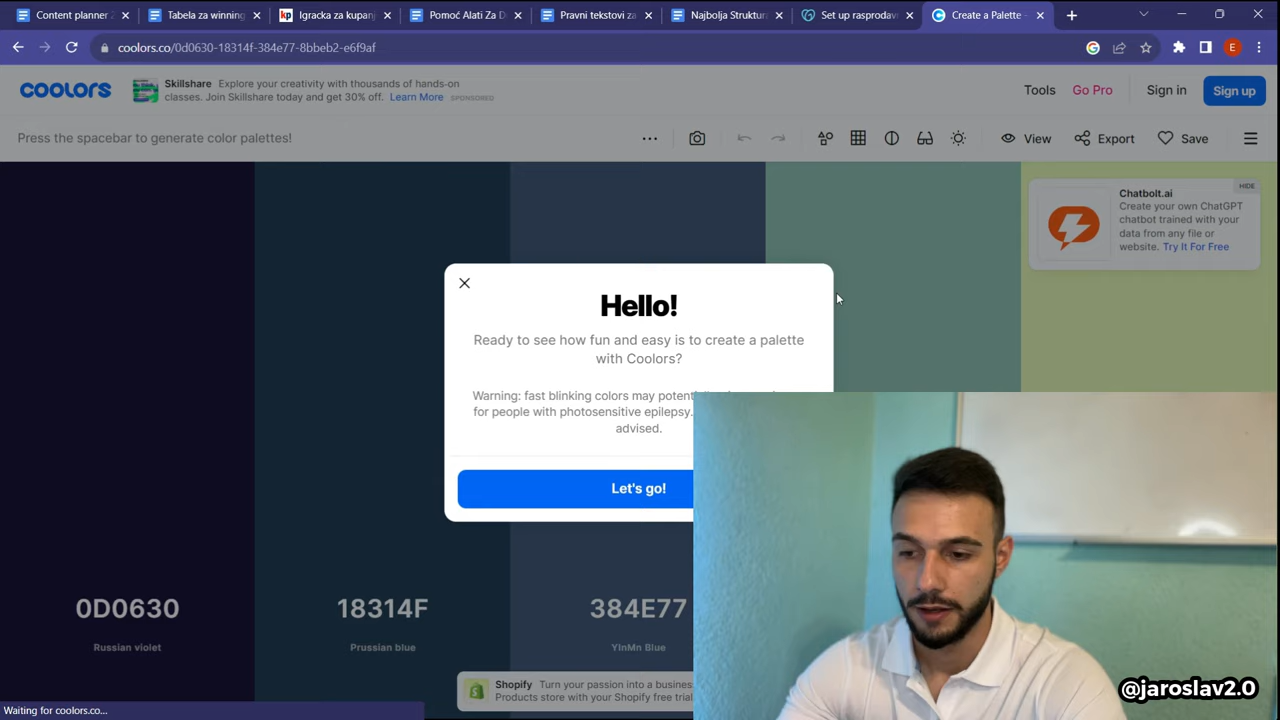 Content planner Z
Tabela za winning
kp Igracka za kupanj
Pomoć Alati Za D
Pravni tekstovi za
Najbolja Struktura
Set up rasprodav
Create a Palette -
coolors.co/0d0630-18314f-384e77-8bbeb2-e6f9af
E
coolors
Skillshare Explore your creativity with thousands of hands-on
classes. Join Skillshare today and get 30% off. Learn More SPONSORED
Tools
Go Pro
Sign in
Sign up
Press the spacebar to generate color palettes!
View
Export
Save
HIDE
Chatbolt.ai
Create your own ChatGPT
chatbot trained with your
data from any file or
website. Try It For Free
Hello!
Ready to see how fun and easy is to create a palette
with Coolors?
Warning: fast blinking colors may
for people with photosensitive epilepsy.
advised.
Let's go!
0D0630
18314F
384E77
Russian violet
Prussian blue
YInMn Blue
Shopify Turn your passion into a business
Products store with your Shopify free trial
@jaroslav2.0
Waiting for coolors.co...